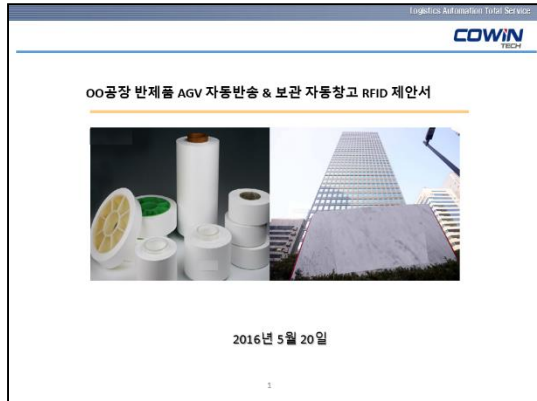 Logistics Automation Total Service
COWIN
TECH
OO공장 반제품 AGV 자동반송 & 보관 자동창고 RFID 제안서
2016년 5월 20일
1